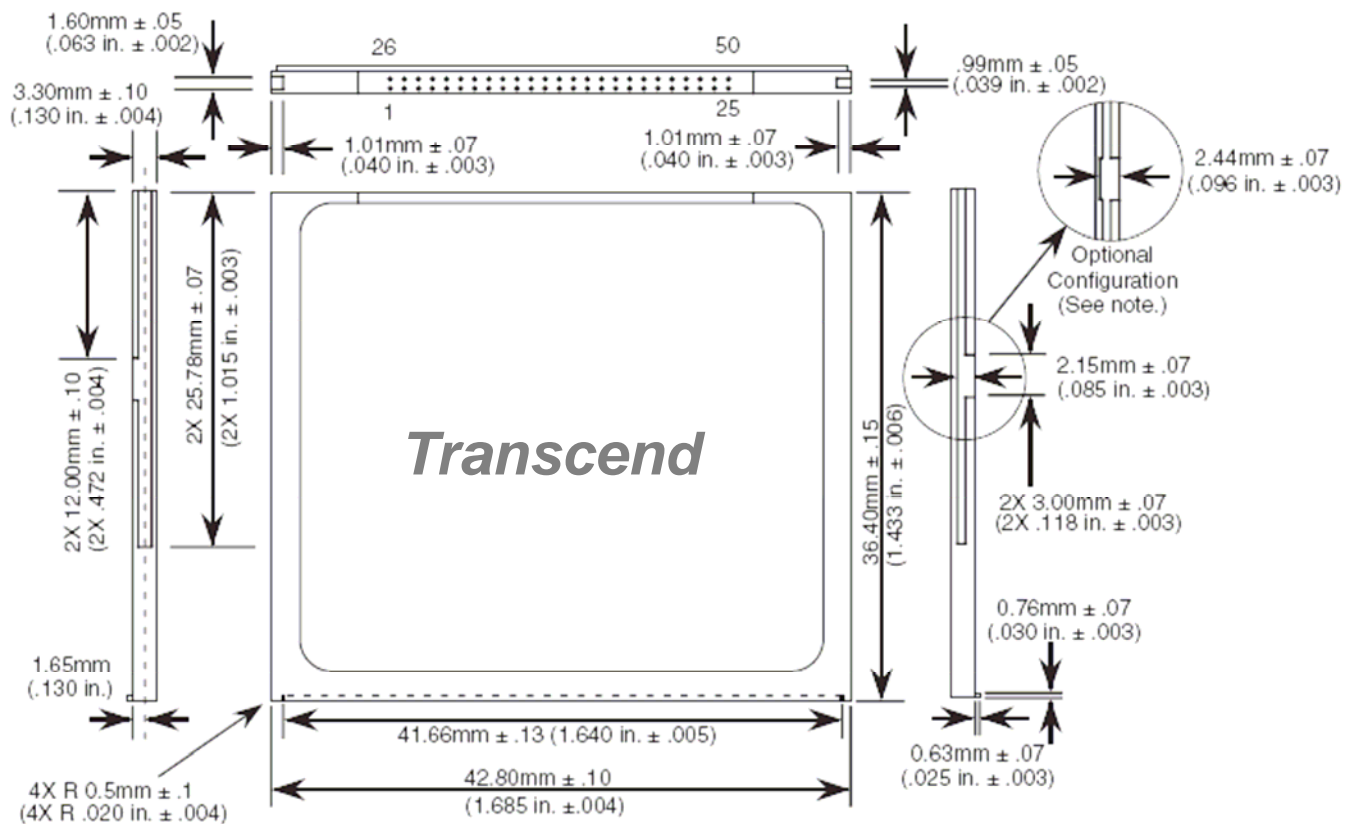 1.60mm ± .05
(.063 in. ± .002)
26
50
.99mm ± .05
(.039 in. ± .002)
3.30mm ± .10
(.130 in. ± .004)
1
25
1.01mm ± .07
(.040 in. ± .003)
1.01mm ± .07
(.040 in. ± .003)
2.44mm ± .07
(.096 in. ± .003)
Optional
Configuration
(See note.)
2X 12.00mm ± .10
(2X .472 in. ± .004)
2X 25.78mm ± .07
(2X 1.015 in. ± .003)
Transcend
36.40mm ± .15
(1.433 in. ± .006)
2.15mm ± .07
(.085 in. ± .003)
2X 3.00mm ± .07
(2X .118 in. ± .003)
0.76mm ± .07
(.030 in. ± .003)
1.65mm
(.130 in.)
41.66mm ± .13 (1.640 in. ± .005)
0.63mm ± .07
(.025 in. ± .003)
42.80mm ± .10
(1.685 in. ±.004)
4X R 0.5mm ± .1
(4X R .020 in. ± .004)